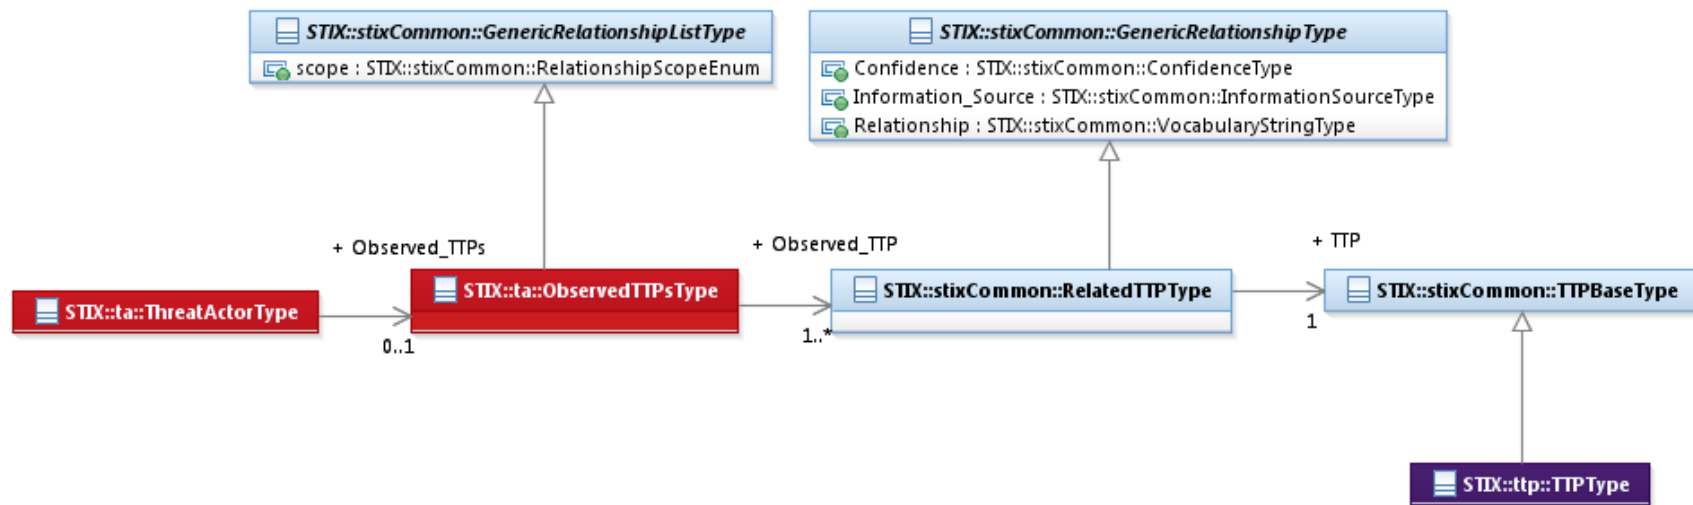 STIX::stixCommon::GenericRelationshipListType
scope : STIX::stixCommon::RelationshipScopeEnum
STIX::stixCommon::GenericRelationshipType
Confidence : STIX::stixCommon::ConfidenceType
Information_Source : STIX::stixCommon::InformationSourceType
Relationship : STIX::stixCommon::VocabularyStringType
+ Observed_TTPs
+ Observed_TTP
+ TTP
STIX::ta::ThreatActorType
STIX::ta::ObservedTTPsType
STIX::stixCommon::RelatedTTPType
STIX::stixCommon::TTPBaseType
0..1
1..*
1
STIX::ttp::TTPType